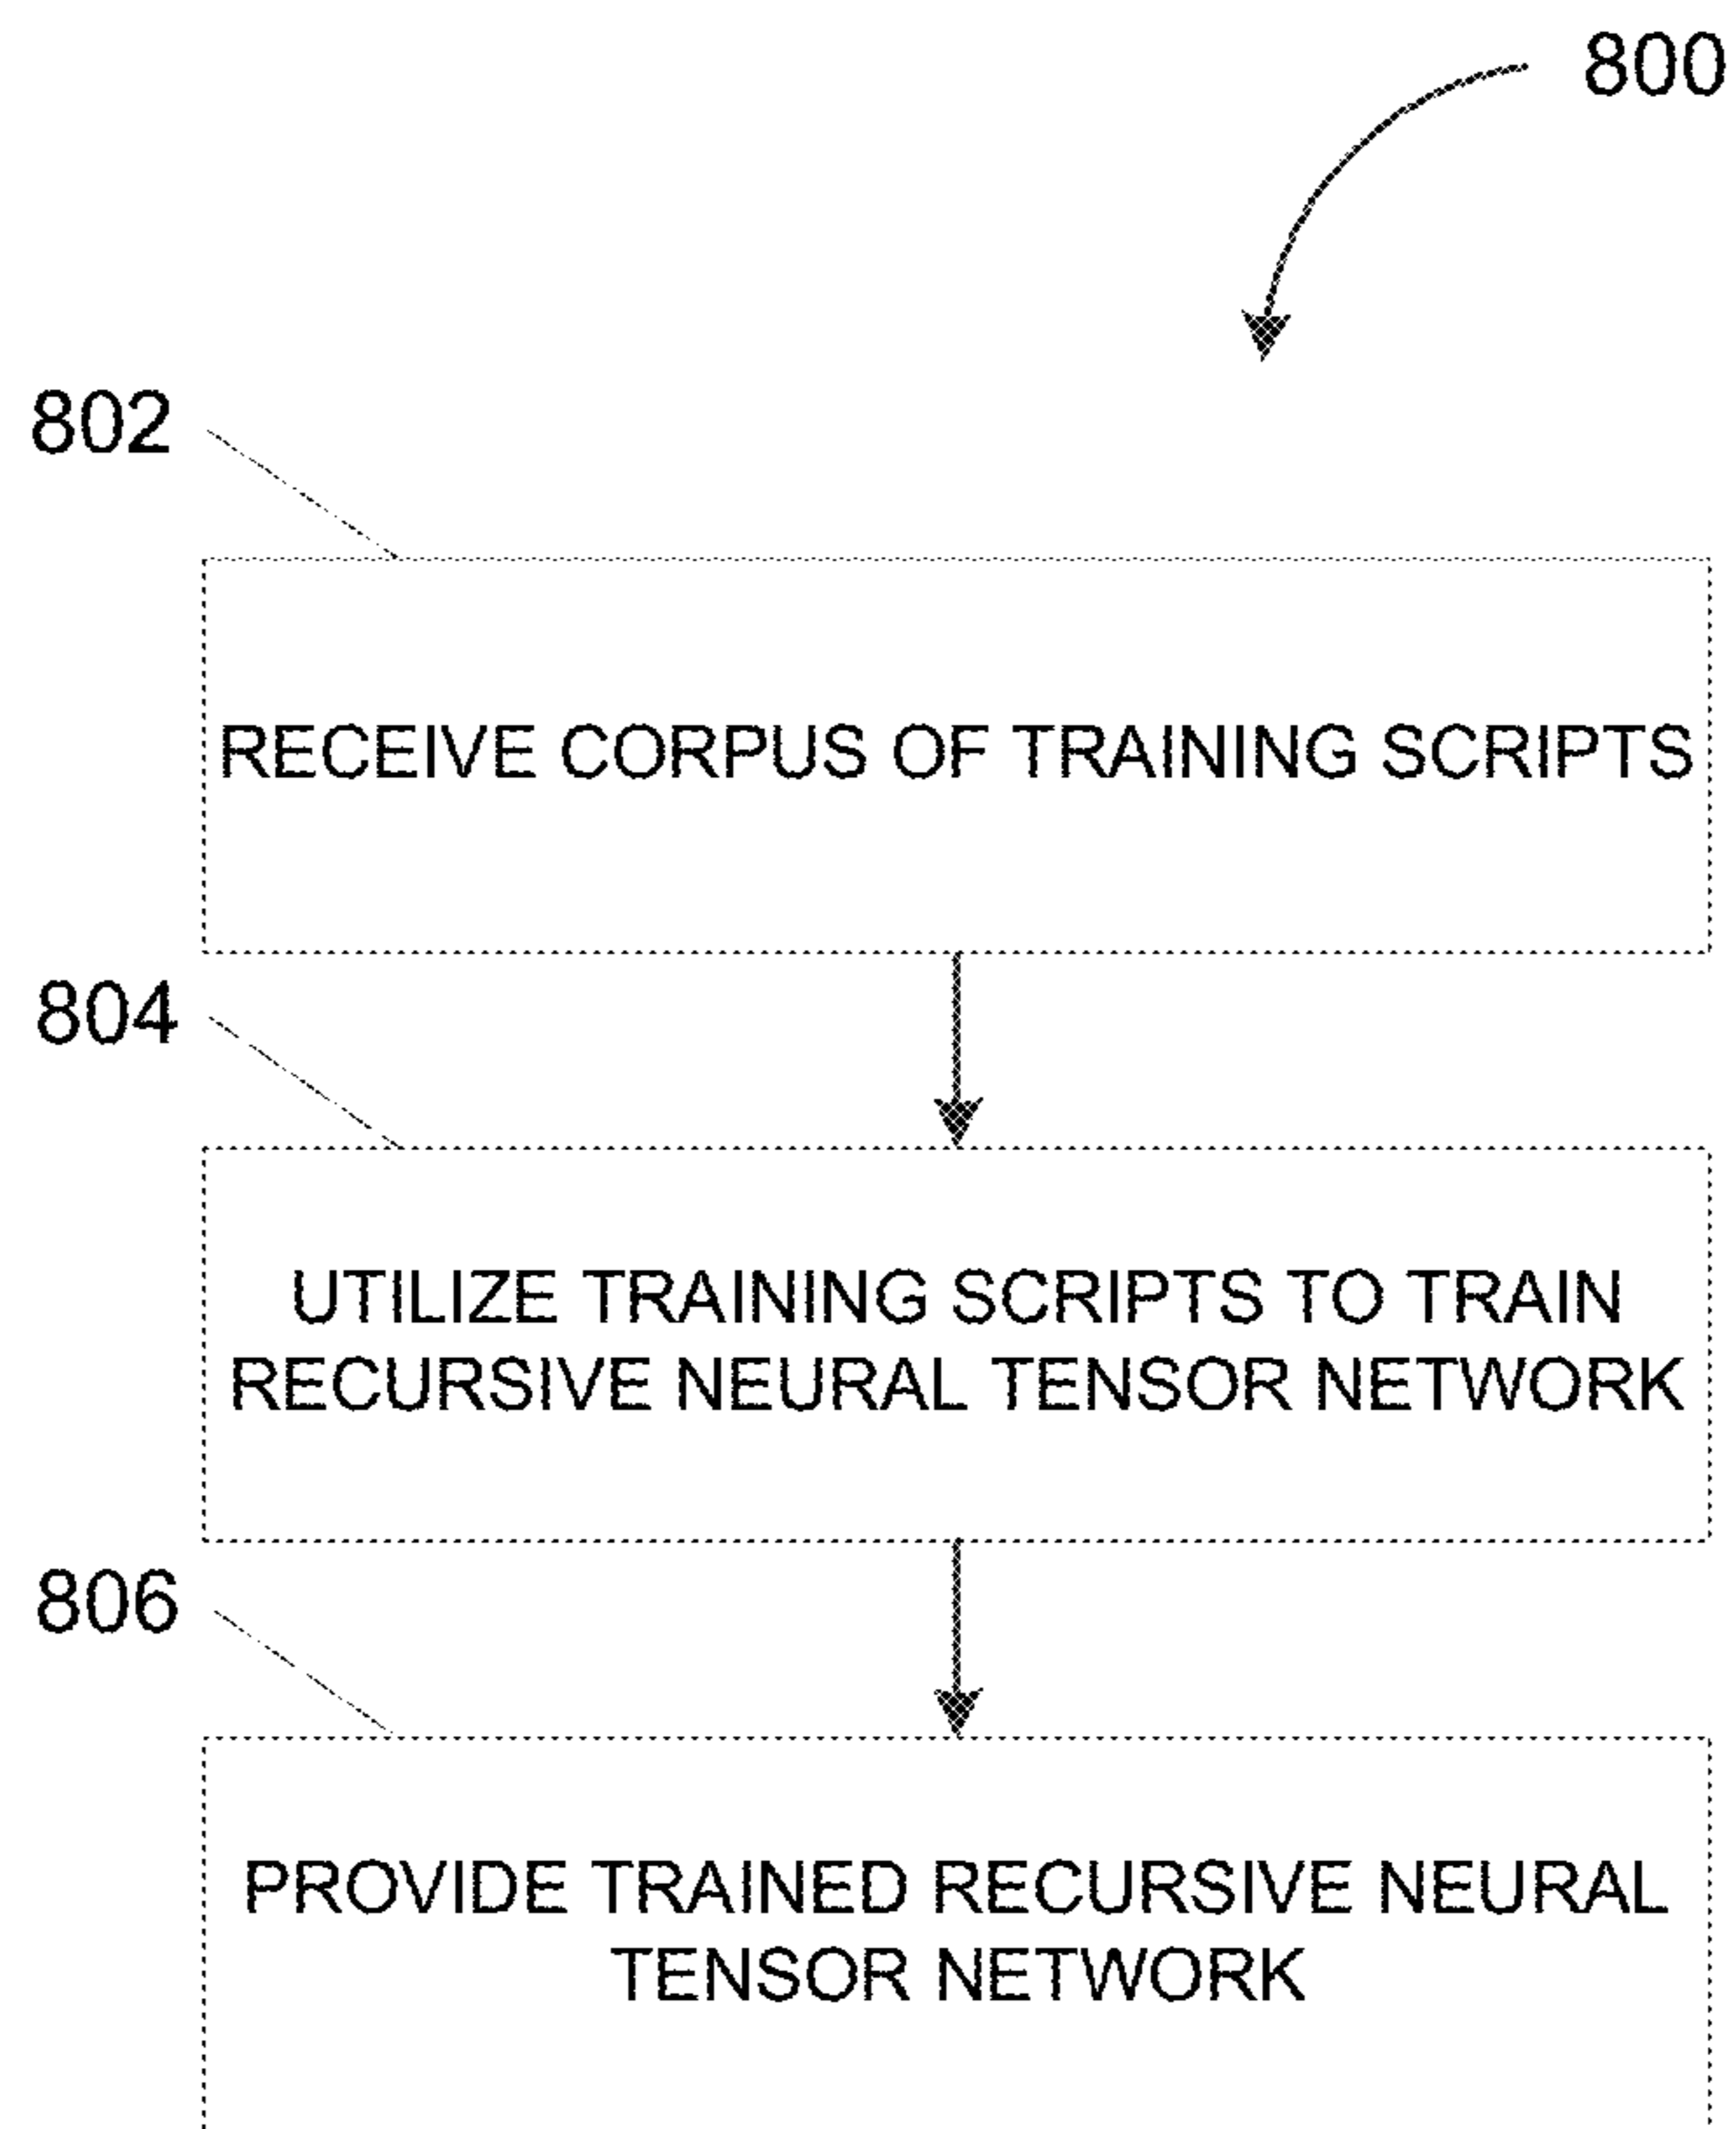 800
802
RECEIVE CORPUS OF TRAINING SCRIPTS
804
UTILIZE TRAINING SCRIPTS TO TRAIN
RECURSIVE NEURAL TENSOR NETWORK
806
PROVIDE TRAINED RECURSIVE NEURAL
TENSOR NETWORK